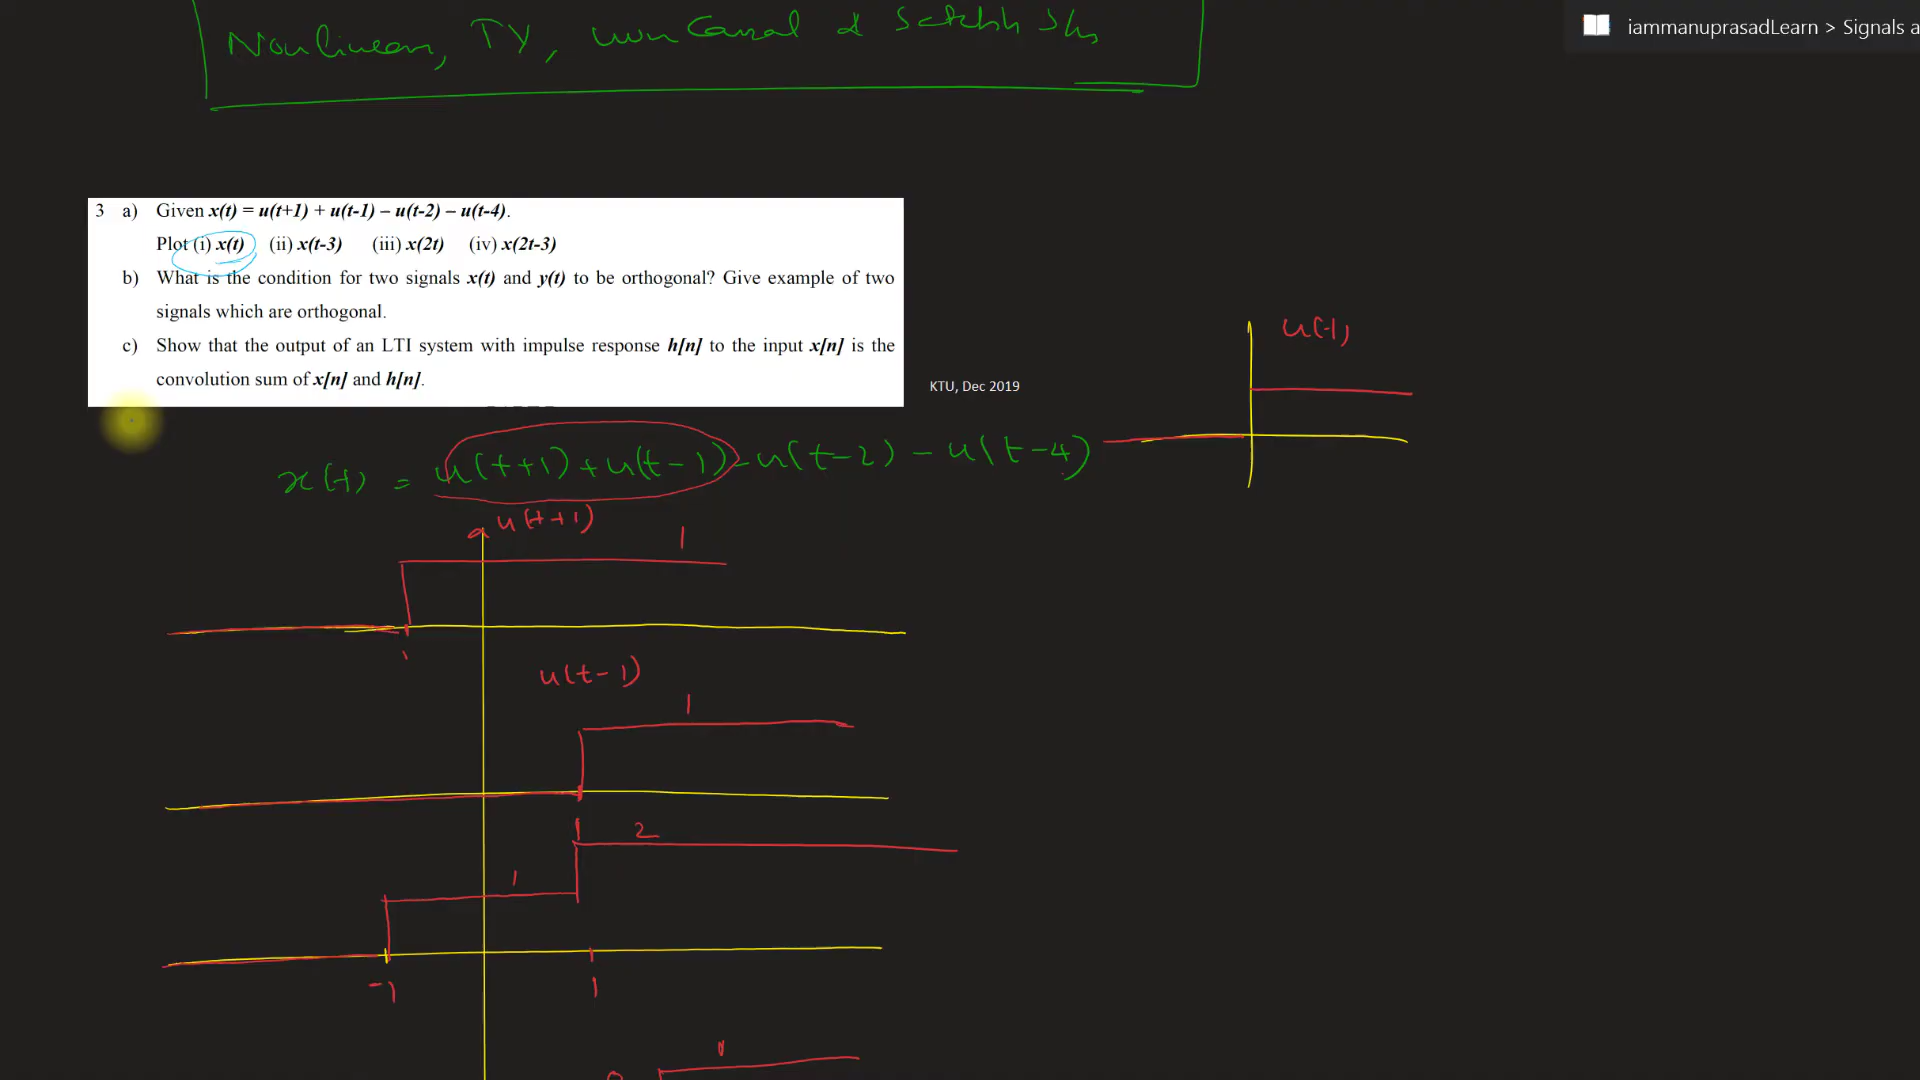 Nonlinear, TV, non Causal &
iammanuprasadLearn > Signals a
3 a) Given x(t) = u(t+1) + u(t-1) – u(t-2) – u(t-4).
Plot (i) x(t) (ii) x(t-3) (iii) x(2t) (iv) x(2t-3)
b) What is the condition for two signals x(t) and y(t) to be orthogonal? Give example of two
signals which are orthogonal.
c) Show that the output of an LTI system with impulse response h[n] to the input x[n] is the
convolution sum of x[n] and h[n].
KTU, Dec 2019
u(t)
x(t) = u(t+1) + u(t-1) - u(t-2) - u(t-4)
u(t+1)
1
u(t-1)
1
1
2
1
-1
1
1